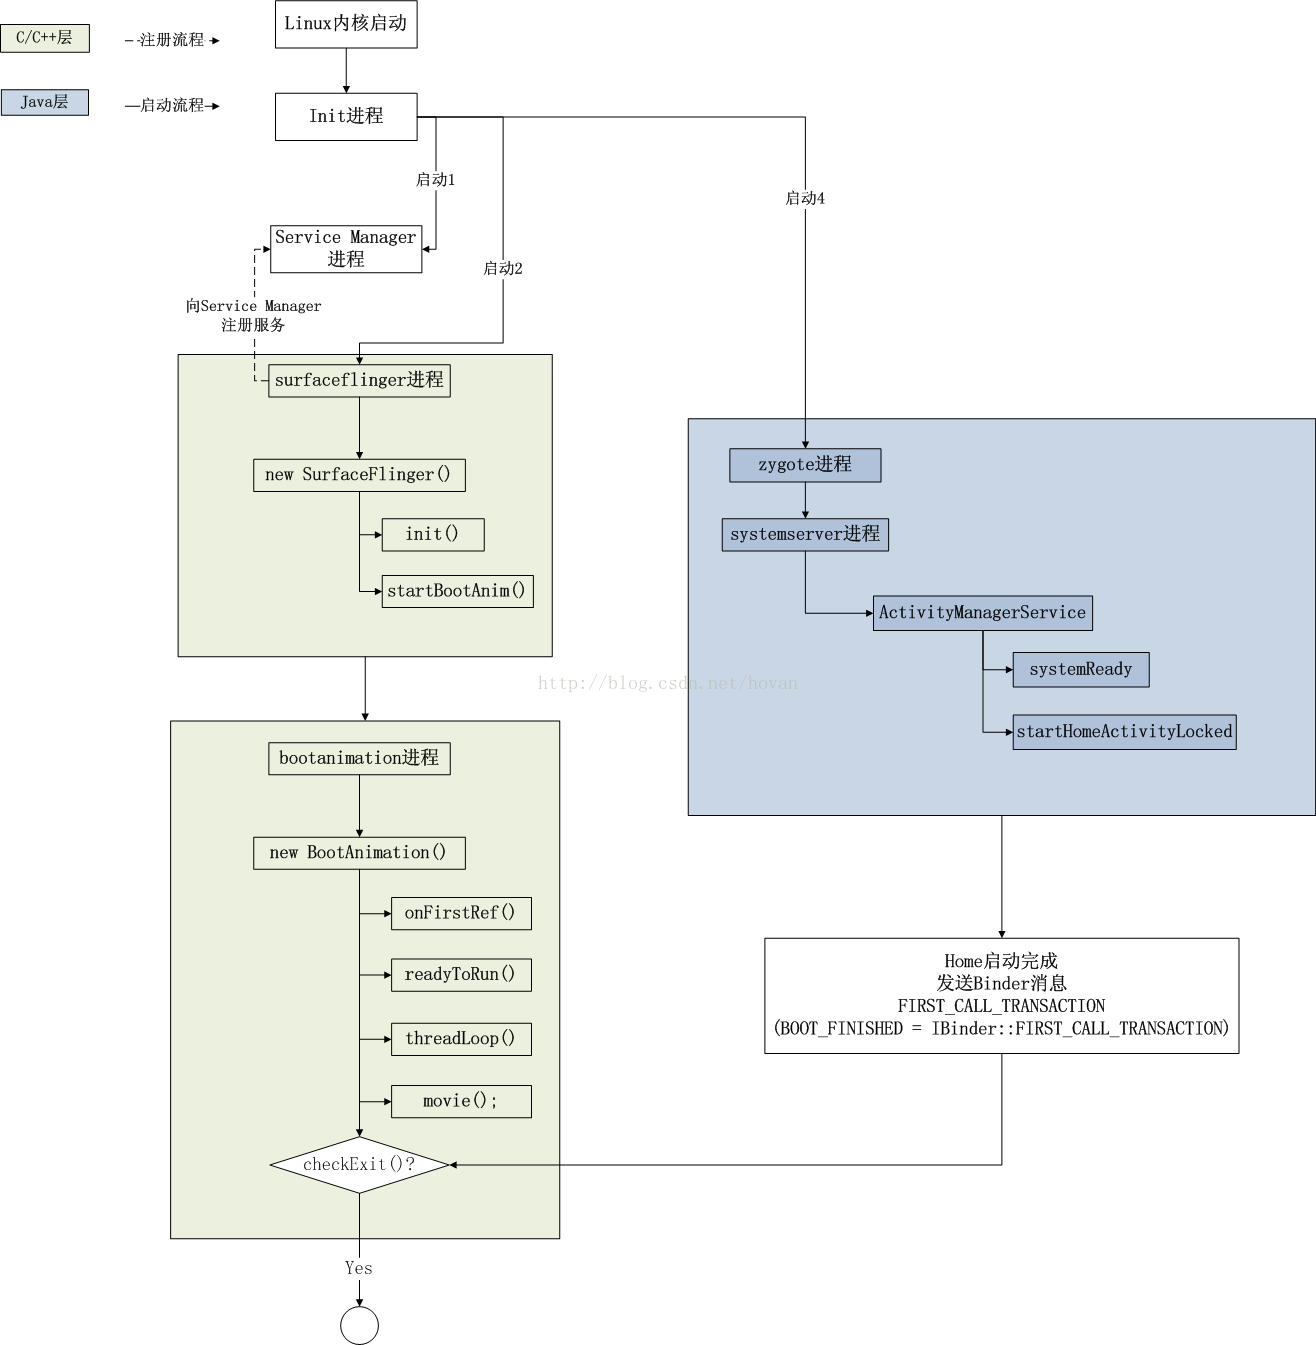 Linux内核启动
C/C++层
注册流程
Java层
启动流程
Init进程
启动1
启动4
Service Manager
进程
启动2
向Service Manager
注册服务
surfaceflinger进程
new SurfaceFlinger()
init()
startBootAnim()
zygote进程
systemserver进程
ActivityManagerService
systemReady
startHomeActivityLocked
http://blog.csdn.net/hovan
bootanimation进程
new BootAnimation()
onFirstRef()
readyToRun()
threadLoop()
movie();
checkExit()?
Home启动完成
发送Binder消息
FIRST_CALL_TRANSACTION
(BOOT_FINISHED = IBinder::FIRST_CALL_TRANSACTION)
Yes